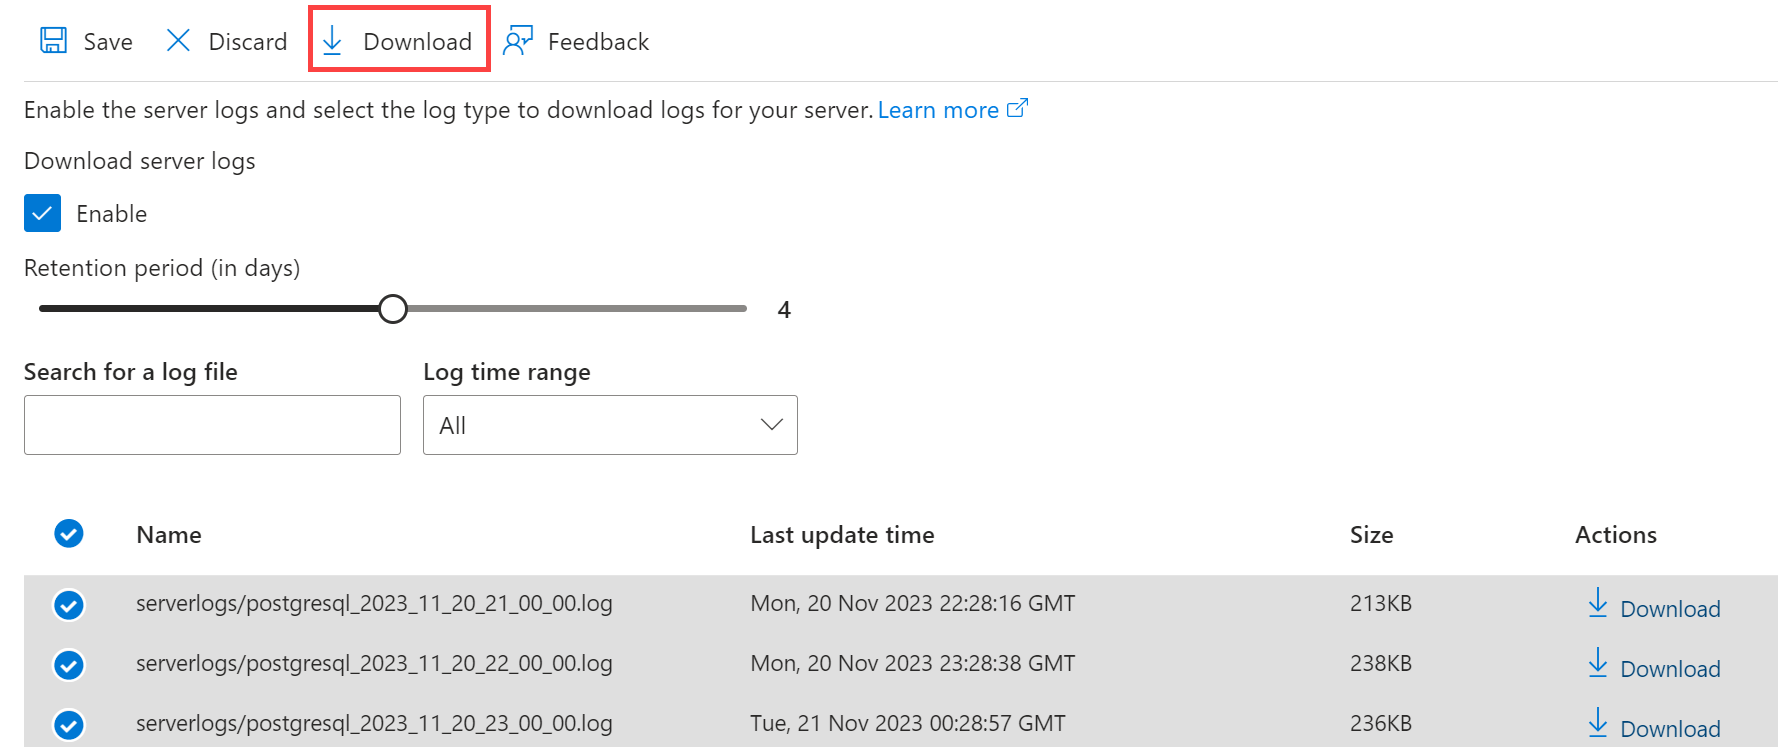 Save Discard Download Feedback
Enable the server logs and select the log type to download logs for your server. Learn more
Download server logs
Enable
Retention period (in days)
4
Search for a log file Log time range
All
Name Last update time Size Actions
serverlogs/postgresql_2023_11_20_21_00_00.log Mon, 20 Nov 2023 22:28:16 GMT 213KB Download
serverlogs/postgresql_2023_11_20_22_00_00.log Mon, 20 Nov 2023 23:28:38 GMT 238KB Download
serverlogs/postgresql_2023_11_20_23_00_00.log Tue, 21 Nov 2023 00:28:57 GMT 236KB Download